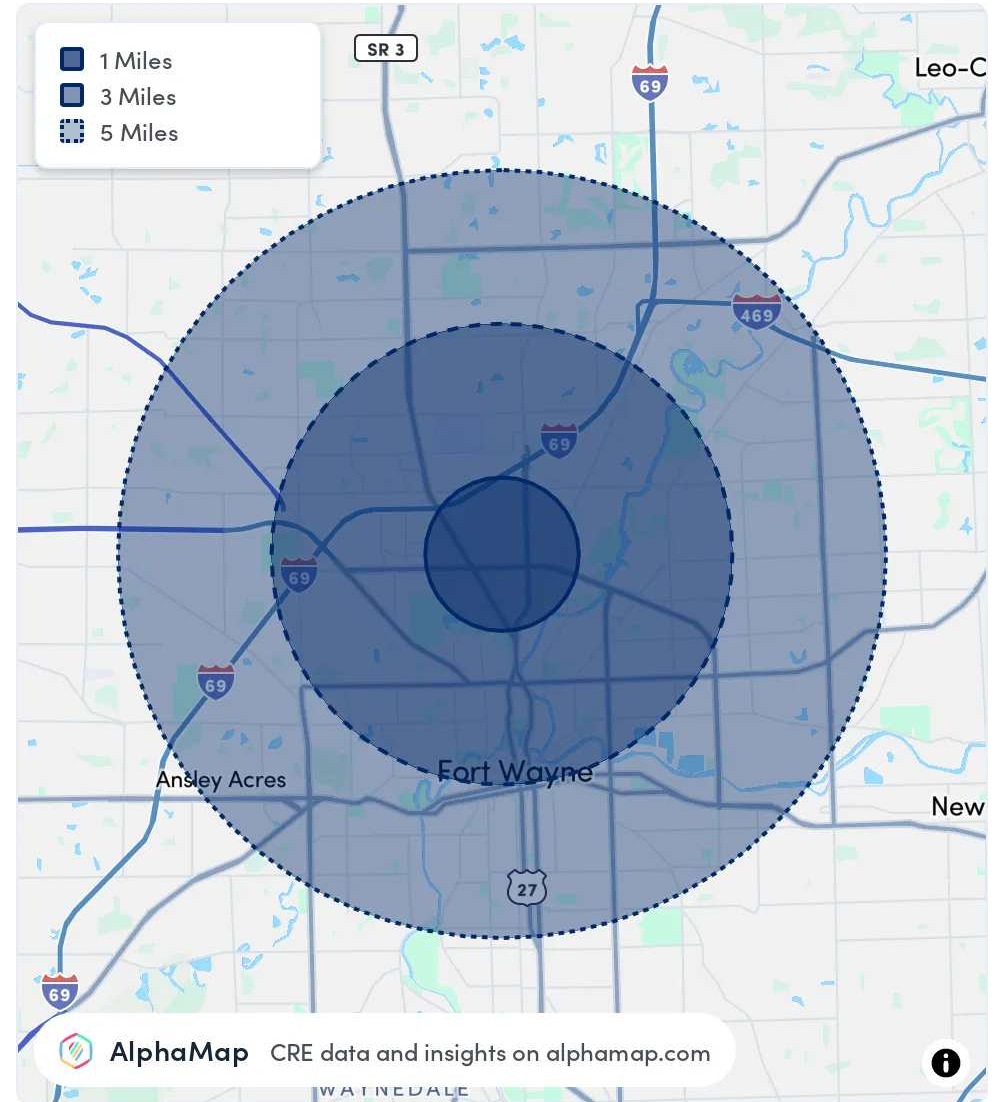 1 Miles
3 Miles
5 Miles
SR 3
69
Leo-C
469
69
69
69
Ansley Acres
Fort Wayne
New
27
69
AlphaMap CRE data and insights on alphamap.com
WAYNEDALE